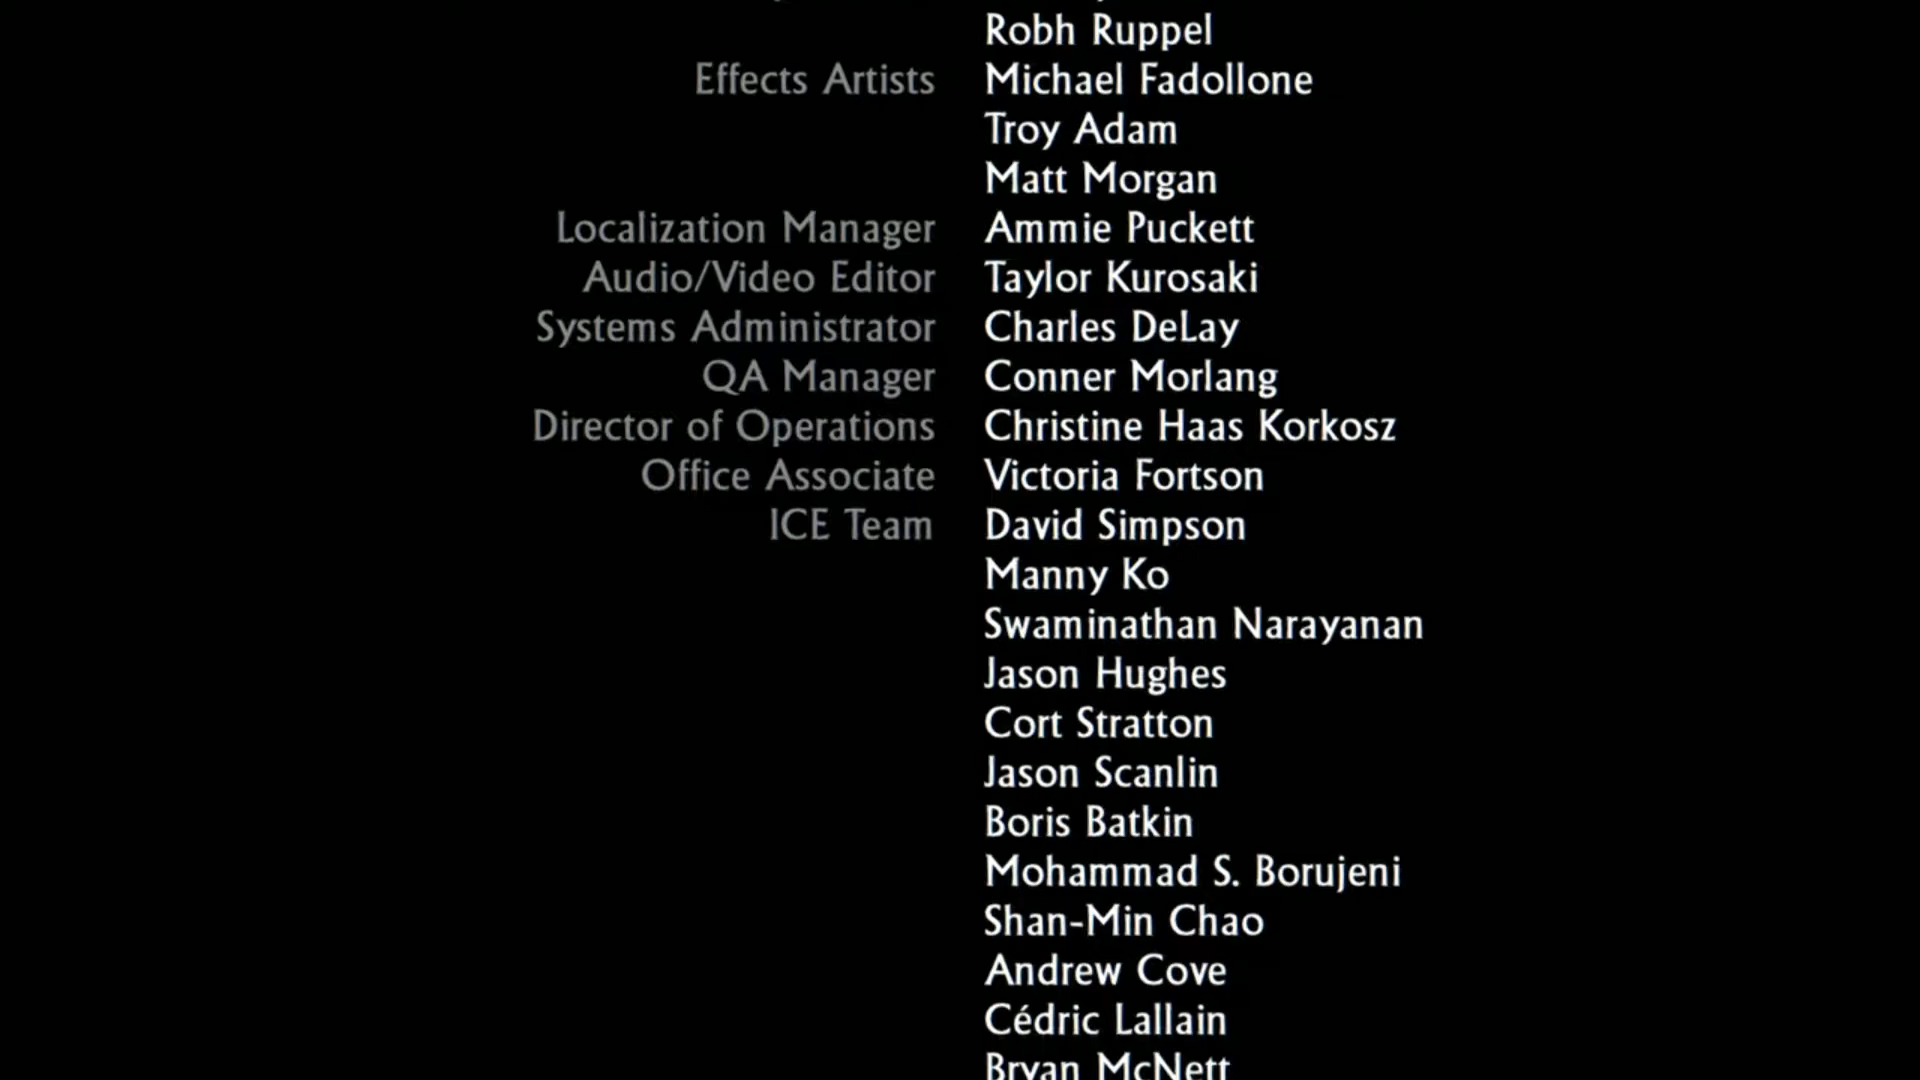 Robh Ruppel
Effects Artists Michael Fadollone
Troy Adam
Matt Morgan
Localization Manager Ammie Puckett
Audio/Video Editor Taylor Kurosaki
Systems Administrator Charles DeLay
QA Manager Conner Morlang
Director of Operations Christine Haas Korkosz
Office Associate Victoria Fortson
ICE Team David Simpson
Manny Ko
Swaminathan Narayanan
Jason Hughes
Cort Stratton
Jason Scanlin
Boris Batkin
Mohammad S. Borujeni
Shan-Min Chao
Andrew Cove
Cédric Lallain
Bryan McNett